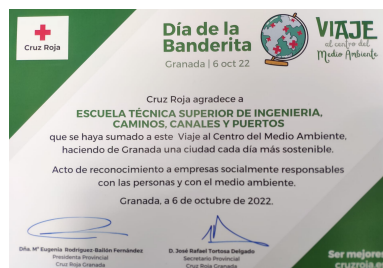 Cruz Roja
Día de la
Banderita
Granada | 6 oct 22
VIAJE
al centro del
Medio Ambiente
Cruz Roja agradece a
ESCUELA TÉCNICA SUPERIOR DE INGENIERIA,
CAMINOS, CANALES Y PUERTOS
que se haya sumado a este Viaje al Centro del Medio Ambiente,
haciendo de Granada una ciudad cada día más sostenible.
Acto de reconocimiento a empresas socialmente responsables
con las personas y con el medio ambiente.
Granada, a 6 de octubre de 2022.
Dña. Mª Eugenia Rodríguez-Bailón Fernández
Presidenta Provincial
Cruz Roja Granada
D. José Rafael Tortosa Delgado
Secretario Provincial
Cruz Roja Granada
Ser mejores
cruzroja.e